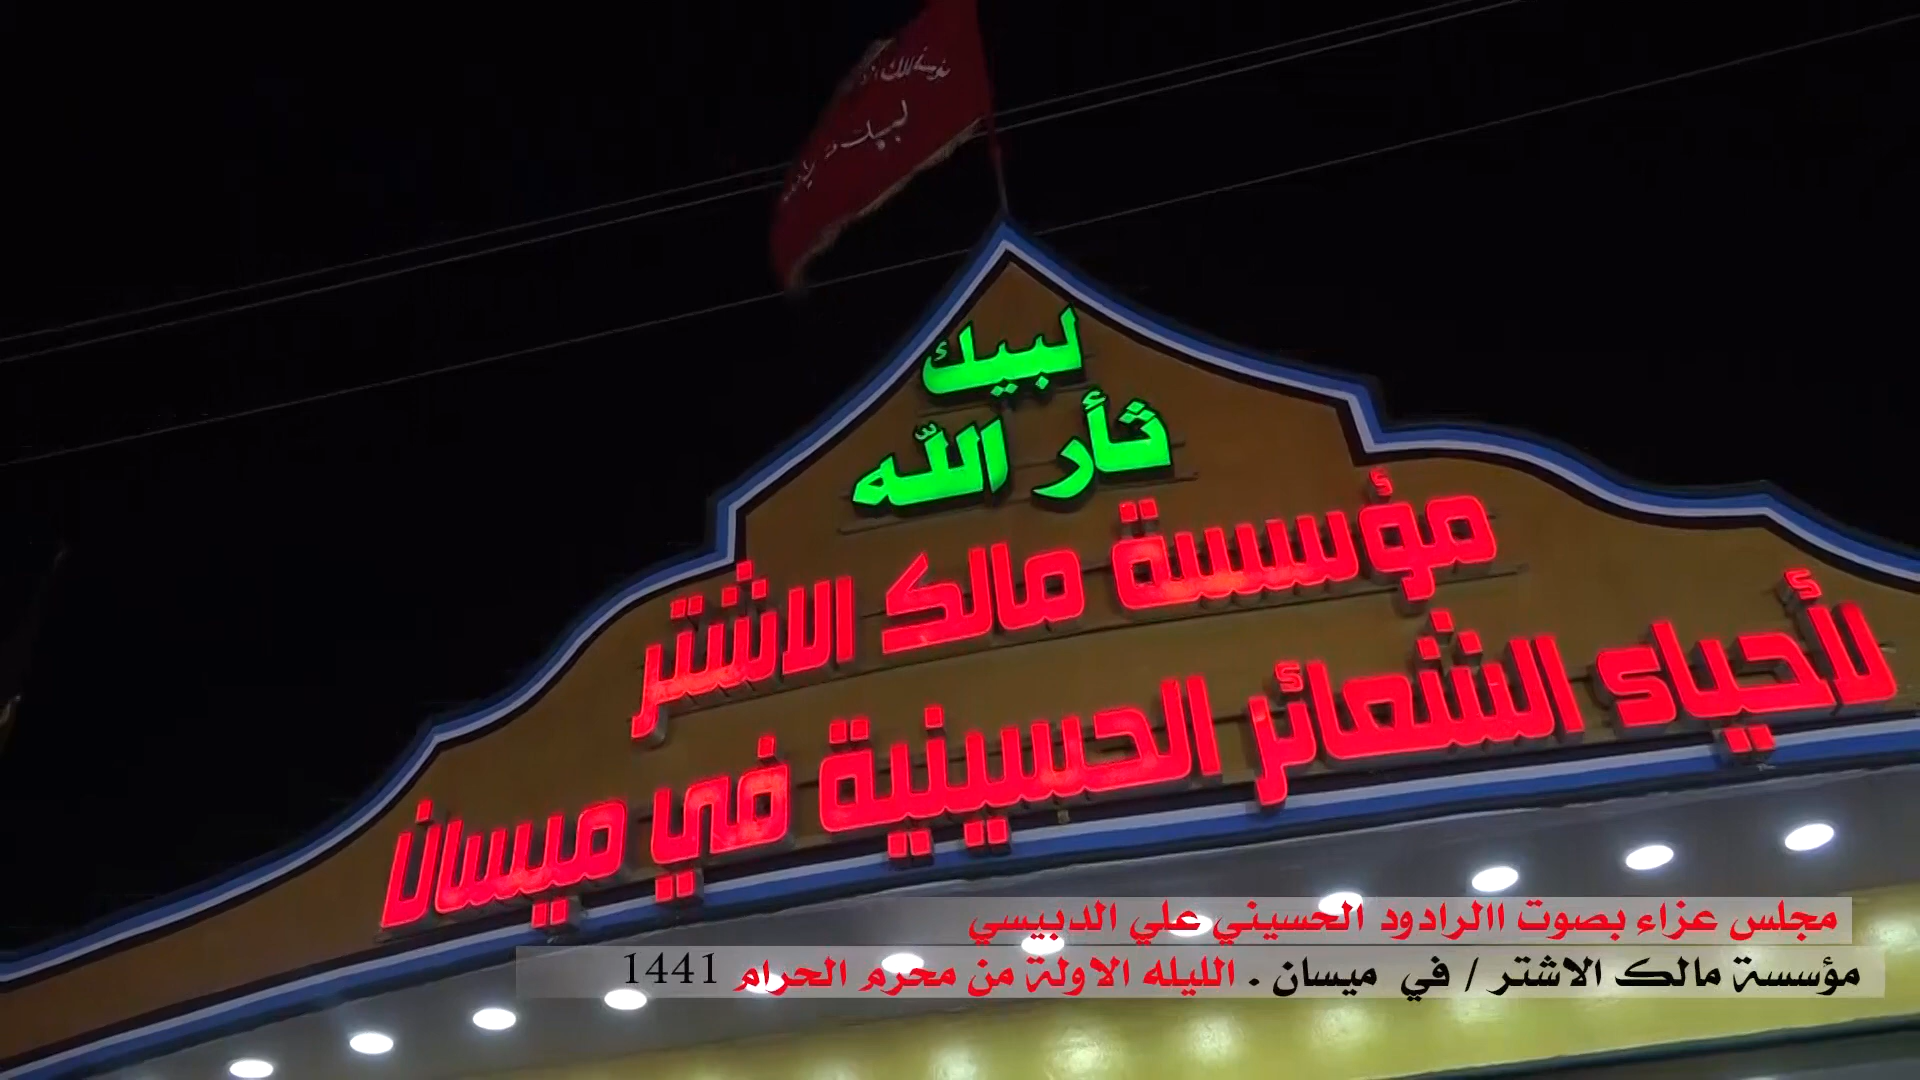 لبيك
لبيك
ثأر الله
مؤسسة مالك الاشتر
لأحياء الشعائر الحسينية في ميسان
مجلس عزاء بصوت االرادود الحسيني علي الدبيسي
مؤسسة مالك الاشتر / في ميسان . الليله الاولة من محرم الحرام 1441